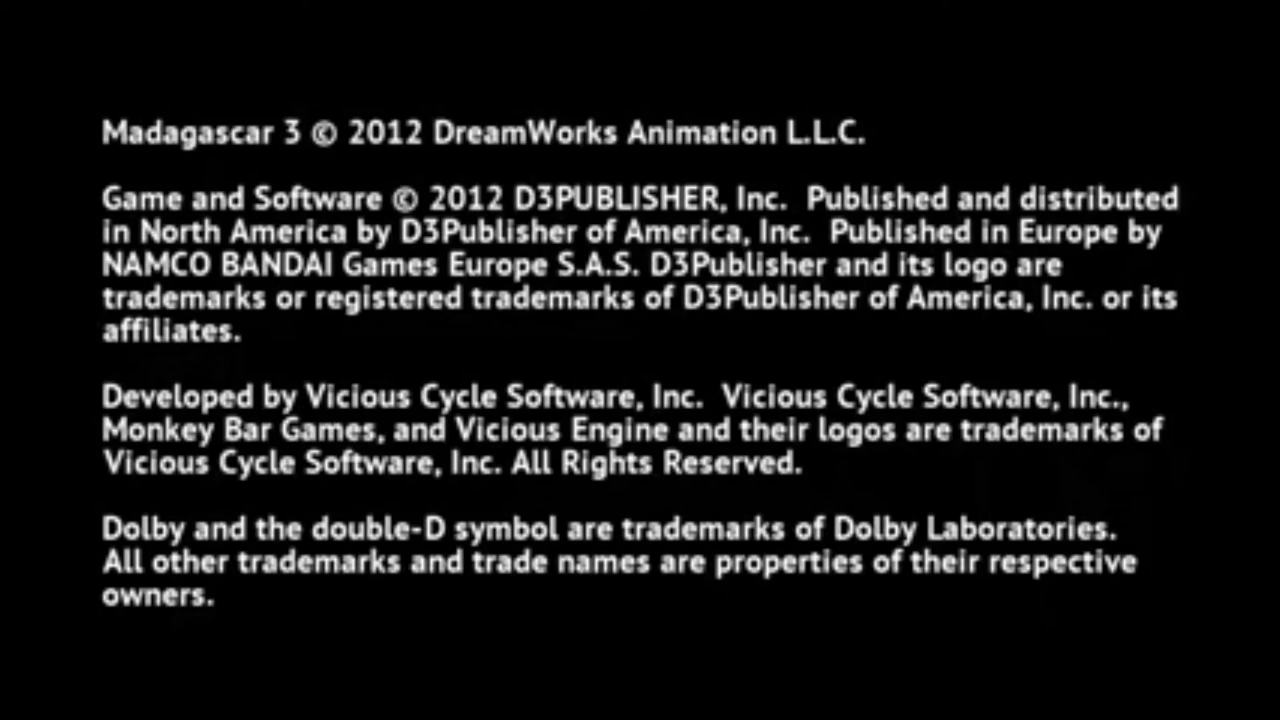 Madagascar 3 © 2012 DreamWorks Animation L.L.C.
Game and Software © 2012 D3PUBLISHER, Inc.  Published and distributed
in North America by D3Publisher of America, Inc.  Published in Europe by
NAMCO BANDAI Games Europe S.A.S. D3Publisher and its logo are
trademarks or registered trademarks of D3Publisher of America, Inc. or its
affiliates.
Developed by Vicious Cycle Software, Inc.  Vicious Cycle Software, Inc.,
Monkey Bar Games, and Vicious Engine and their logos are trademarks of
Vicious Cycle Software, Inc. All Rights Reserved.
Dolby and the double-D symbol are trademarks of Dolby Laboratories.
All other trademarks and trade names are properties of their respective
owners.